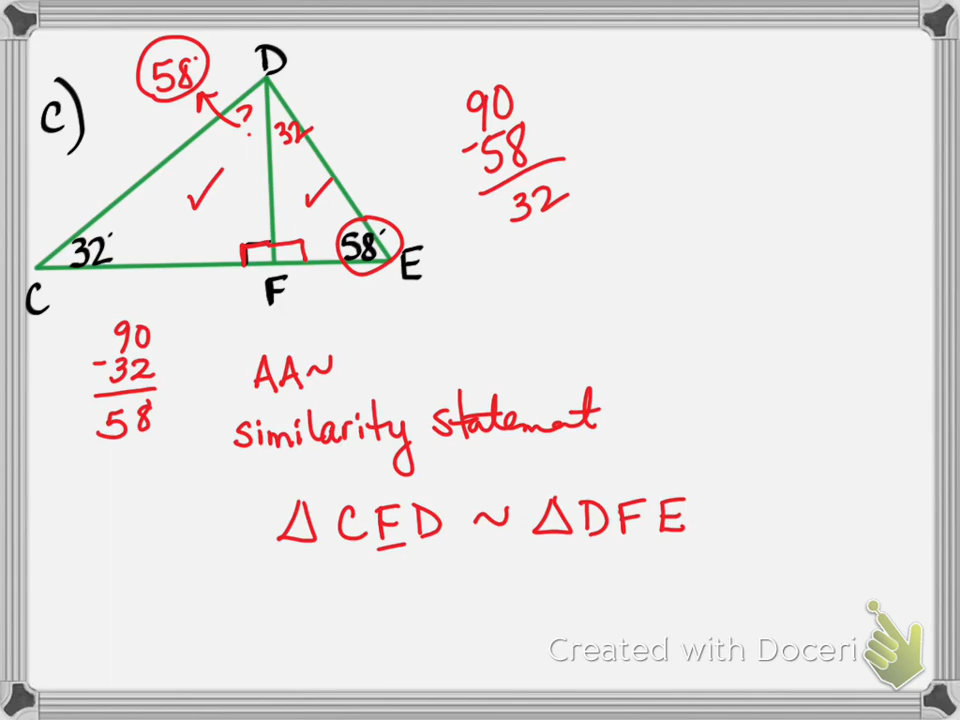 c)
58°
D
?
32
32°
58°
C
F
E
90
-58
32
90
-32
58°
AA~
similarity statement
△CFD ~ △DFE
Created with Doceri